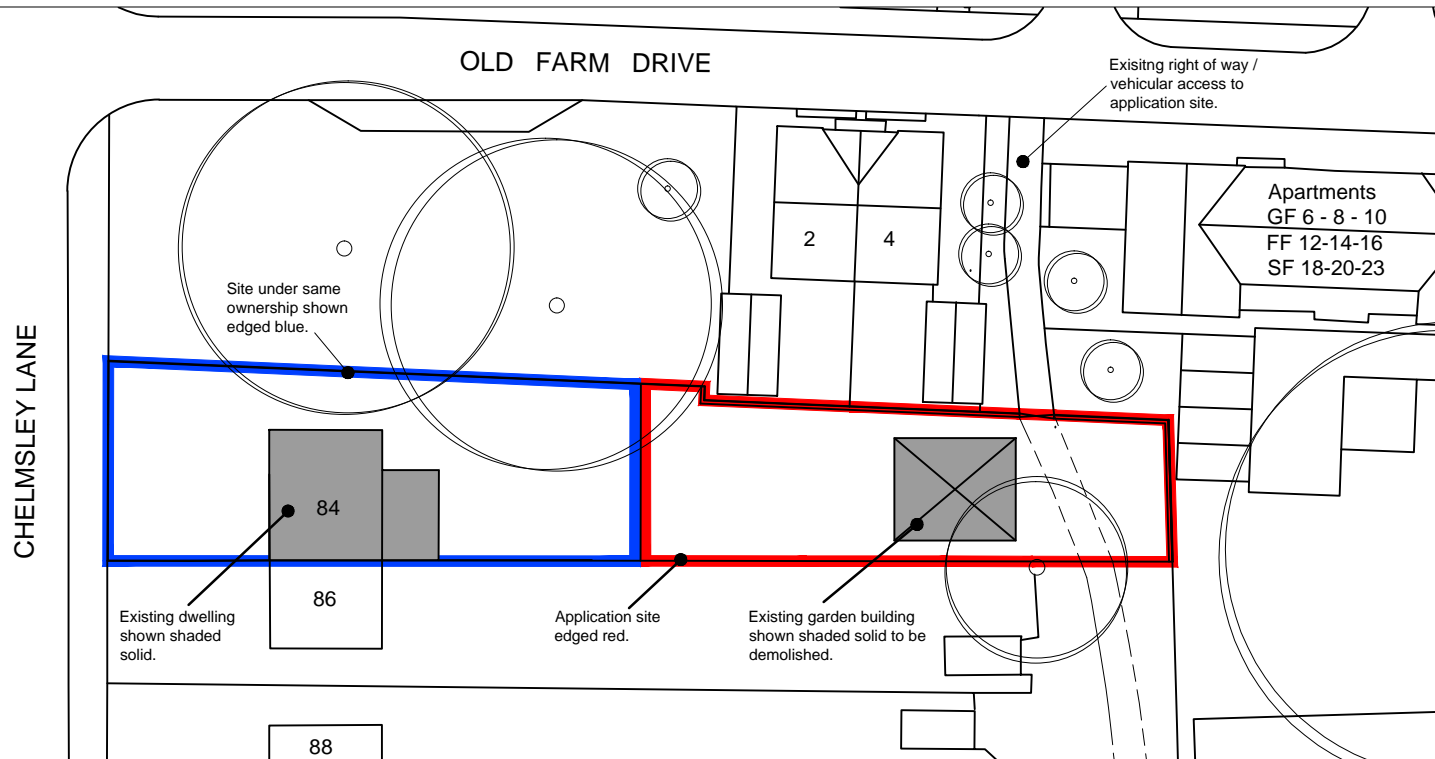 OLD FARM DRIVE
Exisitng right of way /
vehicular access to
application site.
Apartments
GF 6 - 8 - 10
FF 12-14-16
SF 18-20-23
2
4
Site under same
ownership shown
edged blue.
CHELMSLEY LANE
84
86
Existing dwelling
shown shaded
solid.
Application site
edged red.
Existing garden building
shown shaded solid to be
demolished.
88